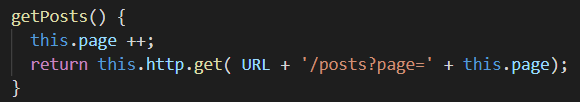 getPosts() {
this.page ++;
return this.http.get( URL + '/posts?page=' + this.page);
}